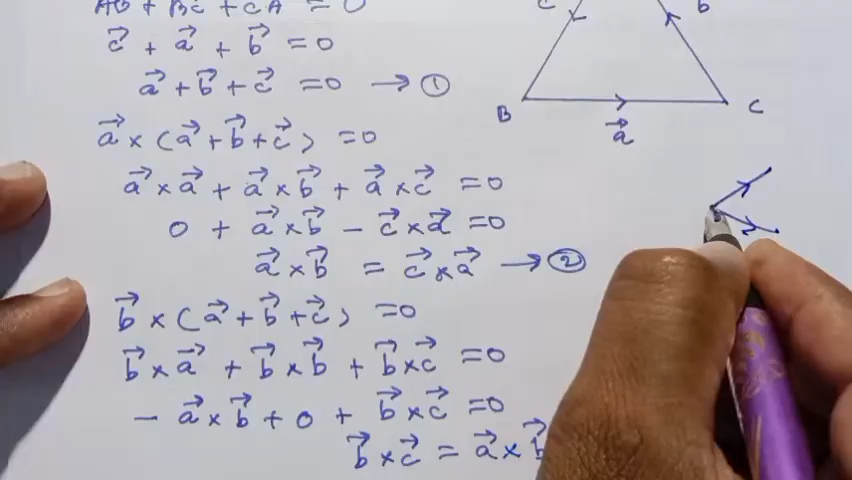 AB + BC + CA = 0
c⃗ + a⃗ + b⃗ = 0
a⃗ + b⃗ + c⃗ = 0 → ①
a⃗ × (a⃗ + b⃗ + c⃗) = 0
a⃗ × a⃗ + a⃗ × b⃗ + a⃗ × c⃗ = 0
0 + a⃗ × b⃗ − c⃗ × a⃗ = 0
a⃗ × b⃗ = c⃗ × a⃗ → ②
b⃗ × (a⃗ + b⃗ + c⃗) = 0
b⃗ × a⃗ + b⃗ × b⃗ + b⃗ × c⃗ = 0
− a⃗ × b⃗ + 0 + b⃗ × c⃗ = 0
b⃗ × c⃗ = a⃗ × b⃗
c
b
B
C
a⃗